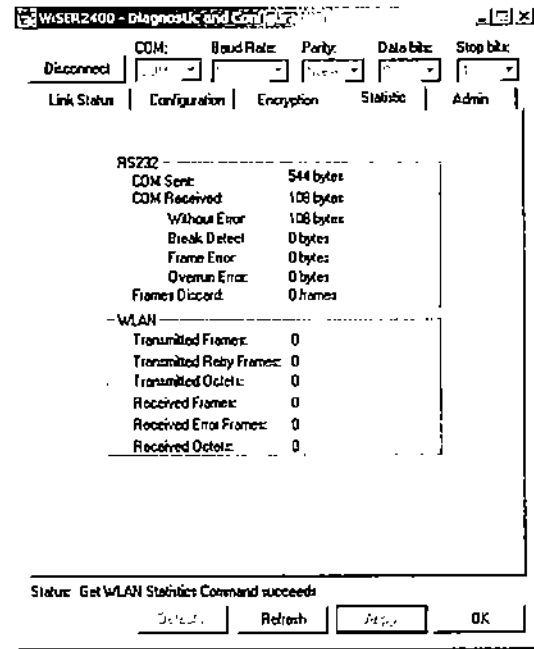 WiSER2400 - Diagnostic and
COM: Baud Rate: Parity: Data bits: Stop bits:
Disconnect
Link Status Configuration Encryption Statistic Admin
RS232
COM Sent: 544 bytes
COM Received: 108 bytes
Without Error 108 bytes
Break Detect 0 bytes
Frame Error 0 bytes
Overrun Error: 0 bytes
Frames Discard: 0 frames
WLAN
Transmitted Frames: 0
Transmitted Retry Frames: 0
Transmitted Octets: 0
Received Frames: 0
Received Error Frames: 0
Received Octets: 0
Status: Get WLAN Statistics Command succeeds
Refresh OK